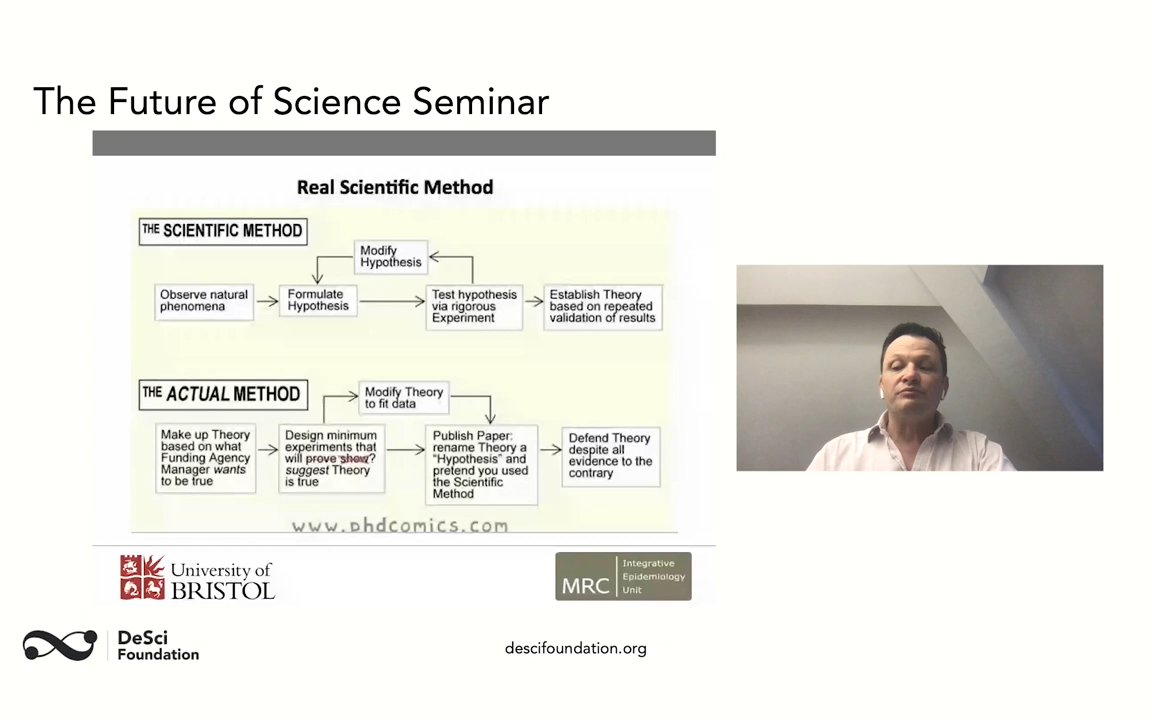 The Future of Science Seminar
Real Scientific Method
THE SCIENTIFIC METHOD
Modify
Hypothesis
Observe natural
phenomena
Formulate
Hypothesis
Test hypothesis
via rigorous
Experiment
Establish Theory
based on repeated
validation of results
THE ACTUAL METHOD
Modify Theory
to fit data
Make up Theory
based on what
Funding Agency
Manager wants
to be true
Design minimum
experiments that
will prove show?
suggest Theory
is true
Publish Paper:
rename Theory a
"Hypothesis" and
pretend you used
the Scientific
Method
Defend Theory
despite all
evidence to the
contrary
www.phdcomics.com
University of
BRISTOL
MRC
Integrative
Epidemiology
Unit
DeSci
Foundation
descifoundation.org